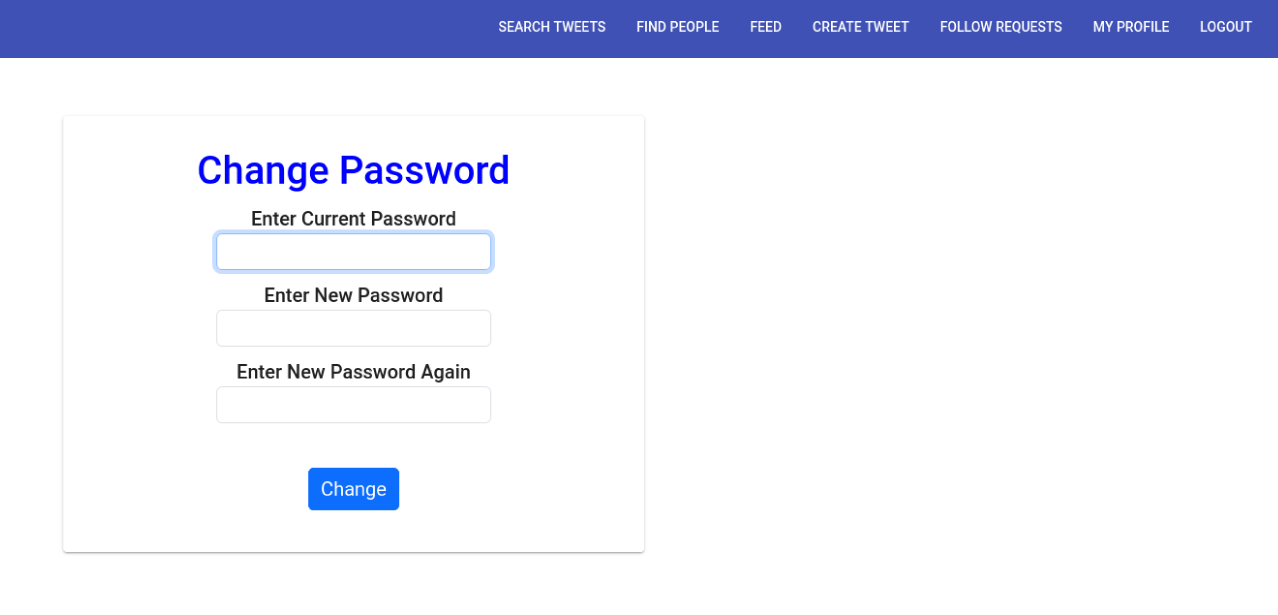 SEARCH TWEETS FIND PEOPLE FEED CREATE TWEET FOLLOW REQUESTS MY PROFILE LOGOUT
Change Password
Enter Current Password
Enter New Password
Enter New Password Again
Change